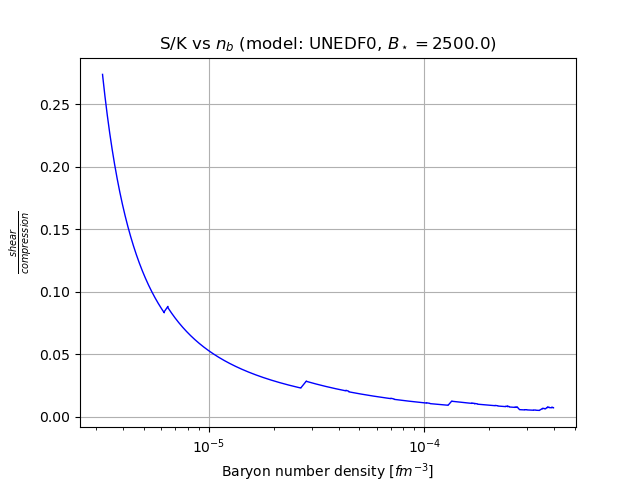 S/K vs n_b (model: UNEDF0, B_⋆ = 2500.0)
0.25
0.20
0.15
0.10
0.05
0.00
shear
compression
10^{-5}
10^{-4}
Baryon number density [fm^{-3}]